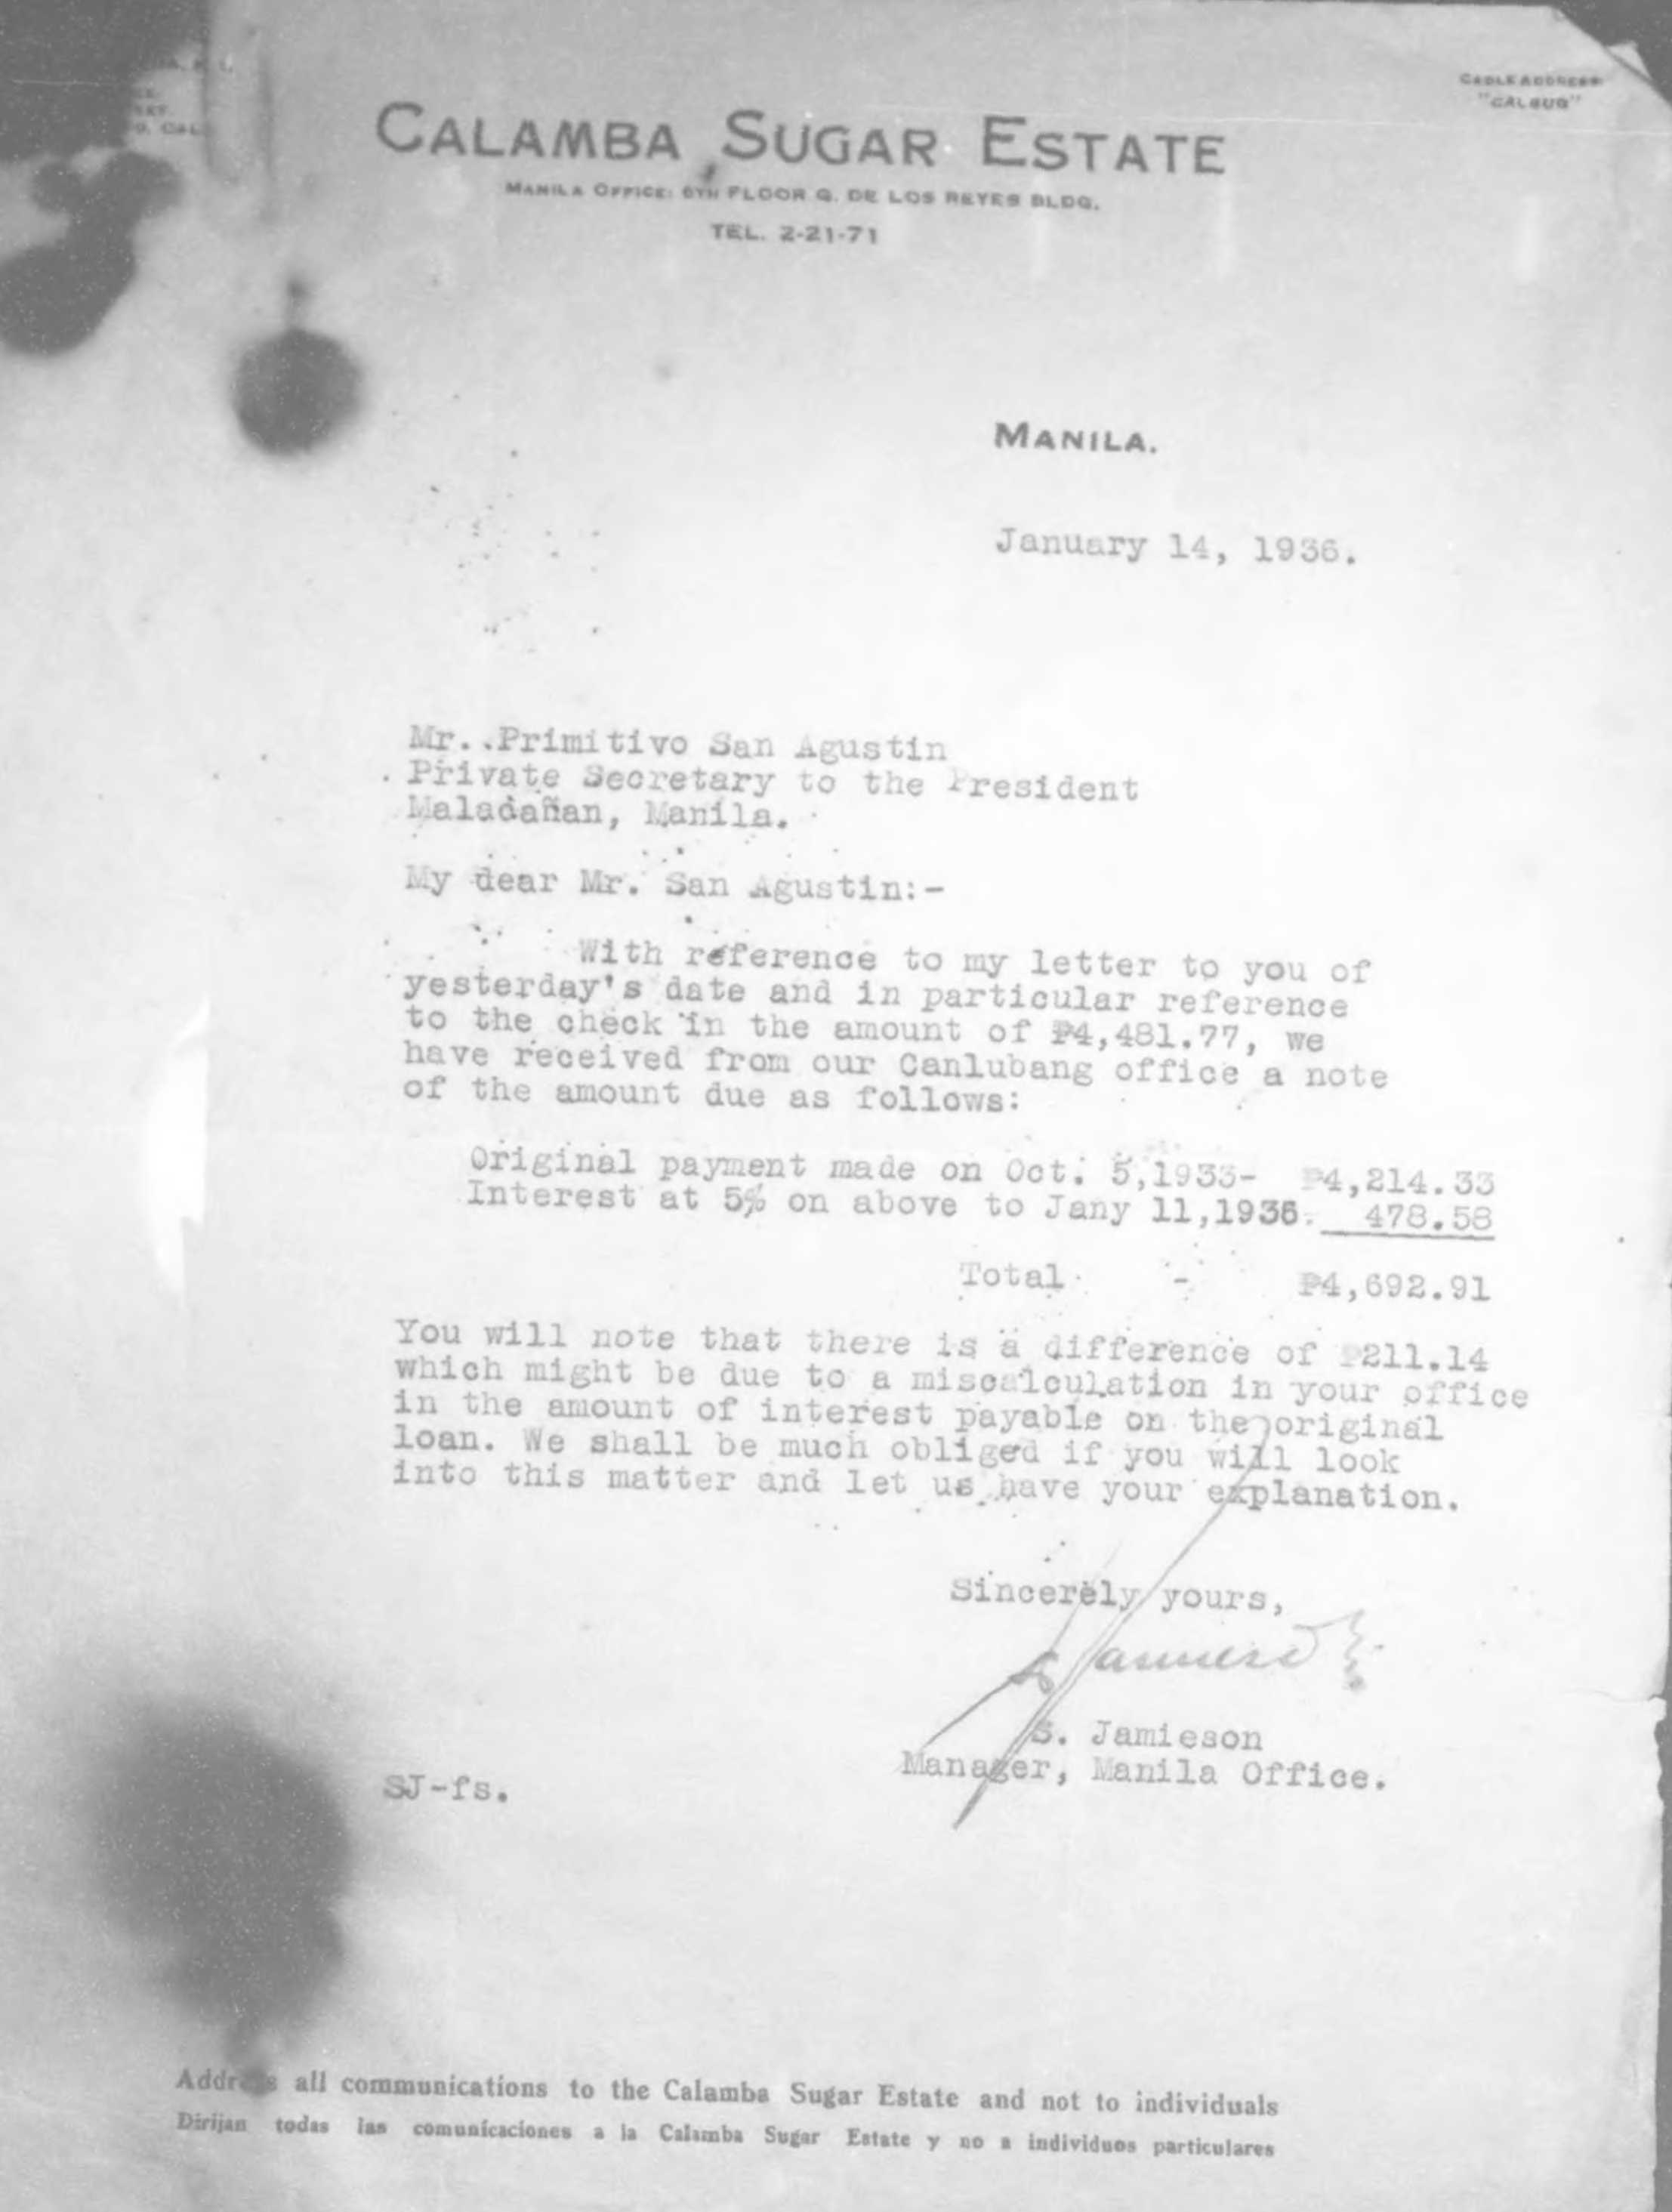 CABLE ADDRESS:
"CALSUG"
CALAMBA SUGAR ESTATE
MANILA OFFICE: 6TH FLOOR G. DE LOS REYES BLDG.
TEL. 2-21-71
MANILA.
January 14, 1936.
Mr. Primitivo San Agustin
Private Secretary to the President
Malacañan, Manila.
My dear Mr. San Agustin:-
With reference to my letter to you of
yesterday's date and in particular reference
to the check in the amount of ₱4,481.77, we
have received from our Canlubang office a note
of the amount due as follows:
Original payment made on Oct. 5,1933- ₱4,214.33
Interest at 5% on above to Jany 11,1936. 478.58
Total - ₱4,692.91
You will note that there is a difference of ₱211.14
which might be due to a miscalculation in your office
in the amount of interest payable on the original
loan. We shall be much obliged if you will look
into this matter and let us have your explanation.
Sincerely yours,
S Jamieson
S. Jamieson
Manager, Manila Office.
SJ-fs.
Address all communications to the Calamba Sugar Estate and not to individuals
Dirijan todas las comunicaciones a la Calamba Sugar Estate y no a individuos particulares